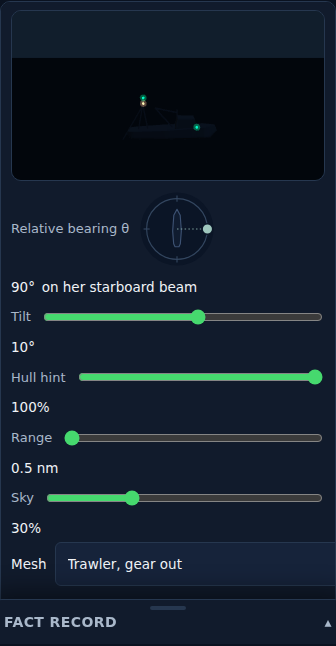 Relative bearing θ
90° on her starboard beam
Tilt
10°
Hull hint
100%
Range
0.5 nm
Sky
30%
Mesh Trawler, gear out
FACT RECORD ▲